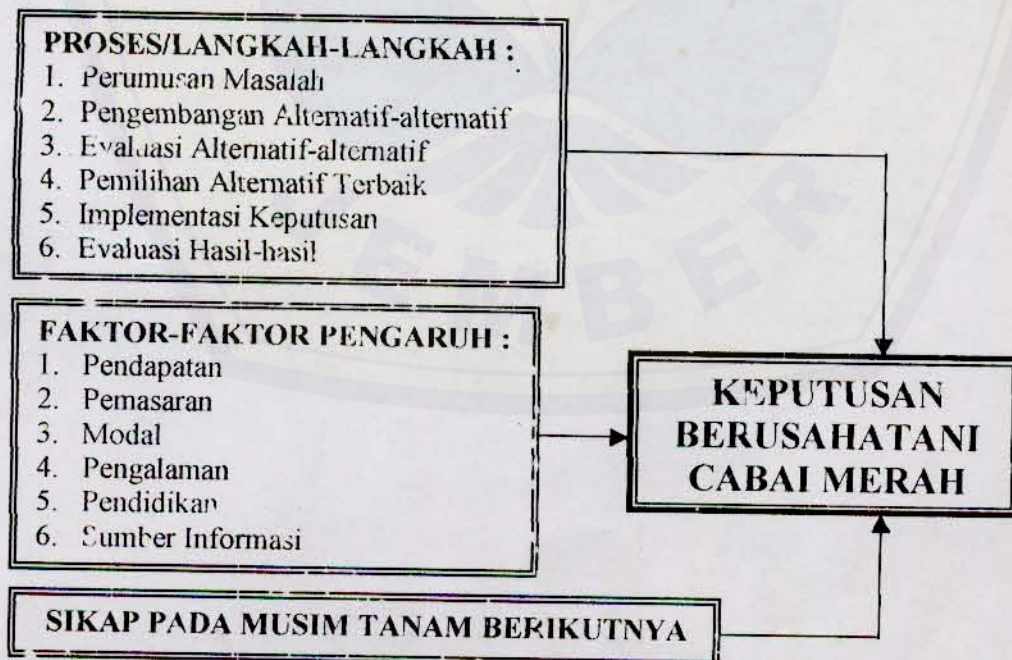 PROSES/LANGKAH-LANGKAH :
1. Perumusan Masalah
2. Pengembangan Alternatif-alternatif
3. Evaluasi Alternatif-alternatif
4. Pemilihan Alternatif Terbaik
5. Implementasi Keputusan
6. Evaluasi Hasil-hasil
FAKTOR-FAKTOR PENGARUH :
1. Pendapatan
2. Pemasaran
3. Modal
4. Pengalaman
5. Pendidikan
6. Sumber Informasi
SIKAP PADA MUSIM TANAM BERIKUTNYA
KEPUTUSAN
BERUSAHATANI
CABAI MERAH
EMBER